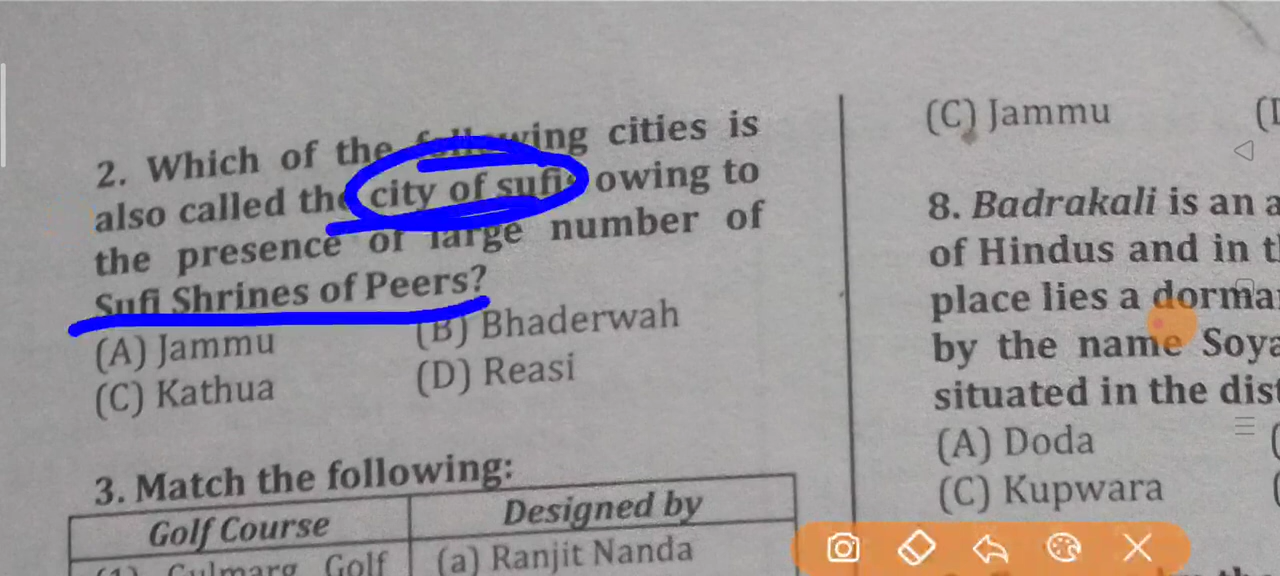 2. Which of the following cities is
also called the city of sufi owing to
the presence of large number of
Sufi Shrines of Peers?
(A) Jammu (B) Bhaderwah
(C) Kathua (D) Reasi
3. Match the following:
Golf Course Designed by
Golf (a) Ranjit Nanda
(C) Jammu
8. Badrakali is an a
of Hindus and in t
place lies a dorma
by the name Soya
situated in the dist
(A) Doda
(C) Kupwara